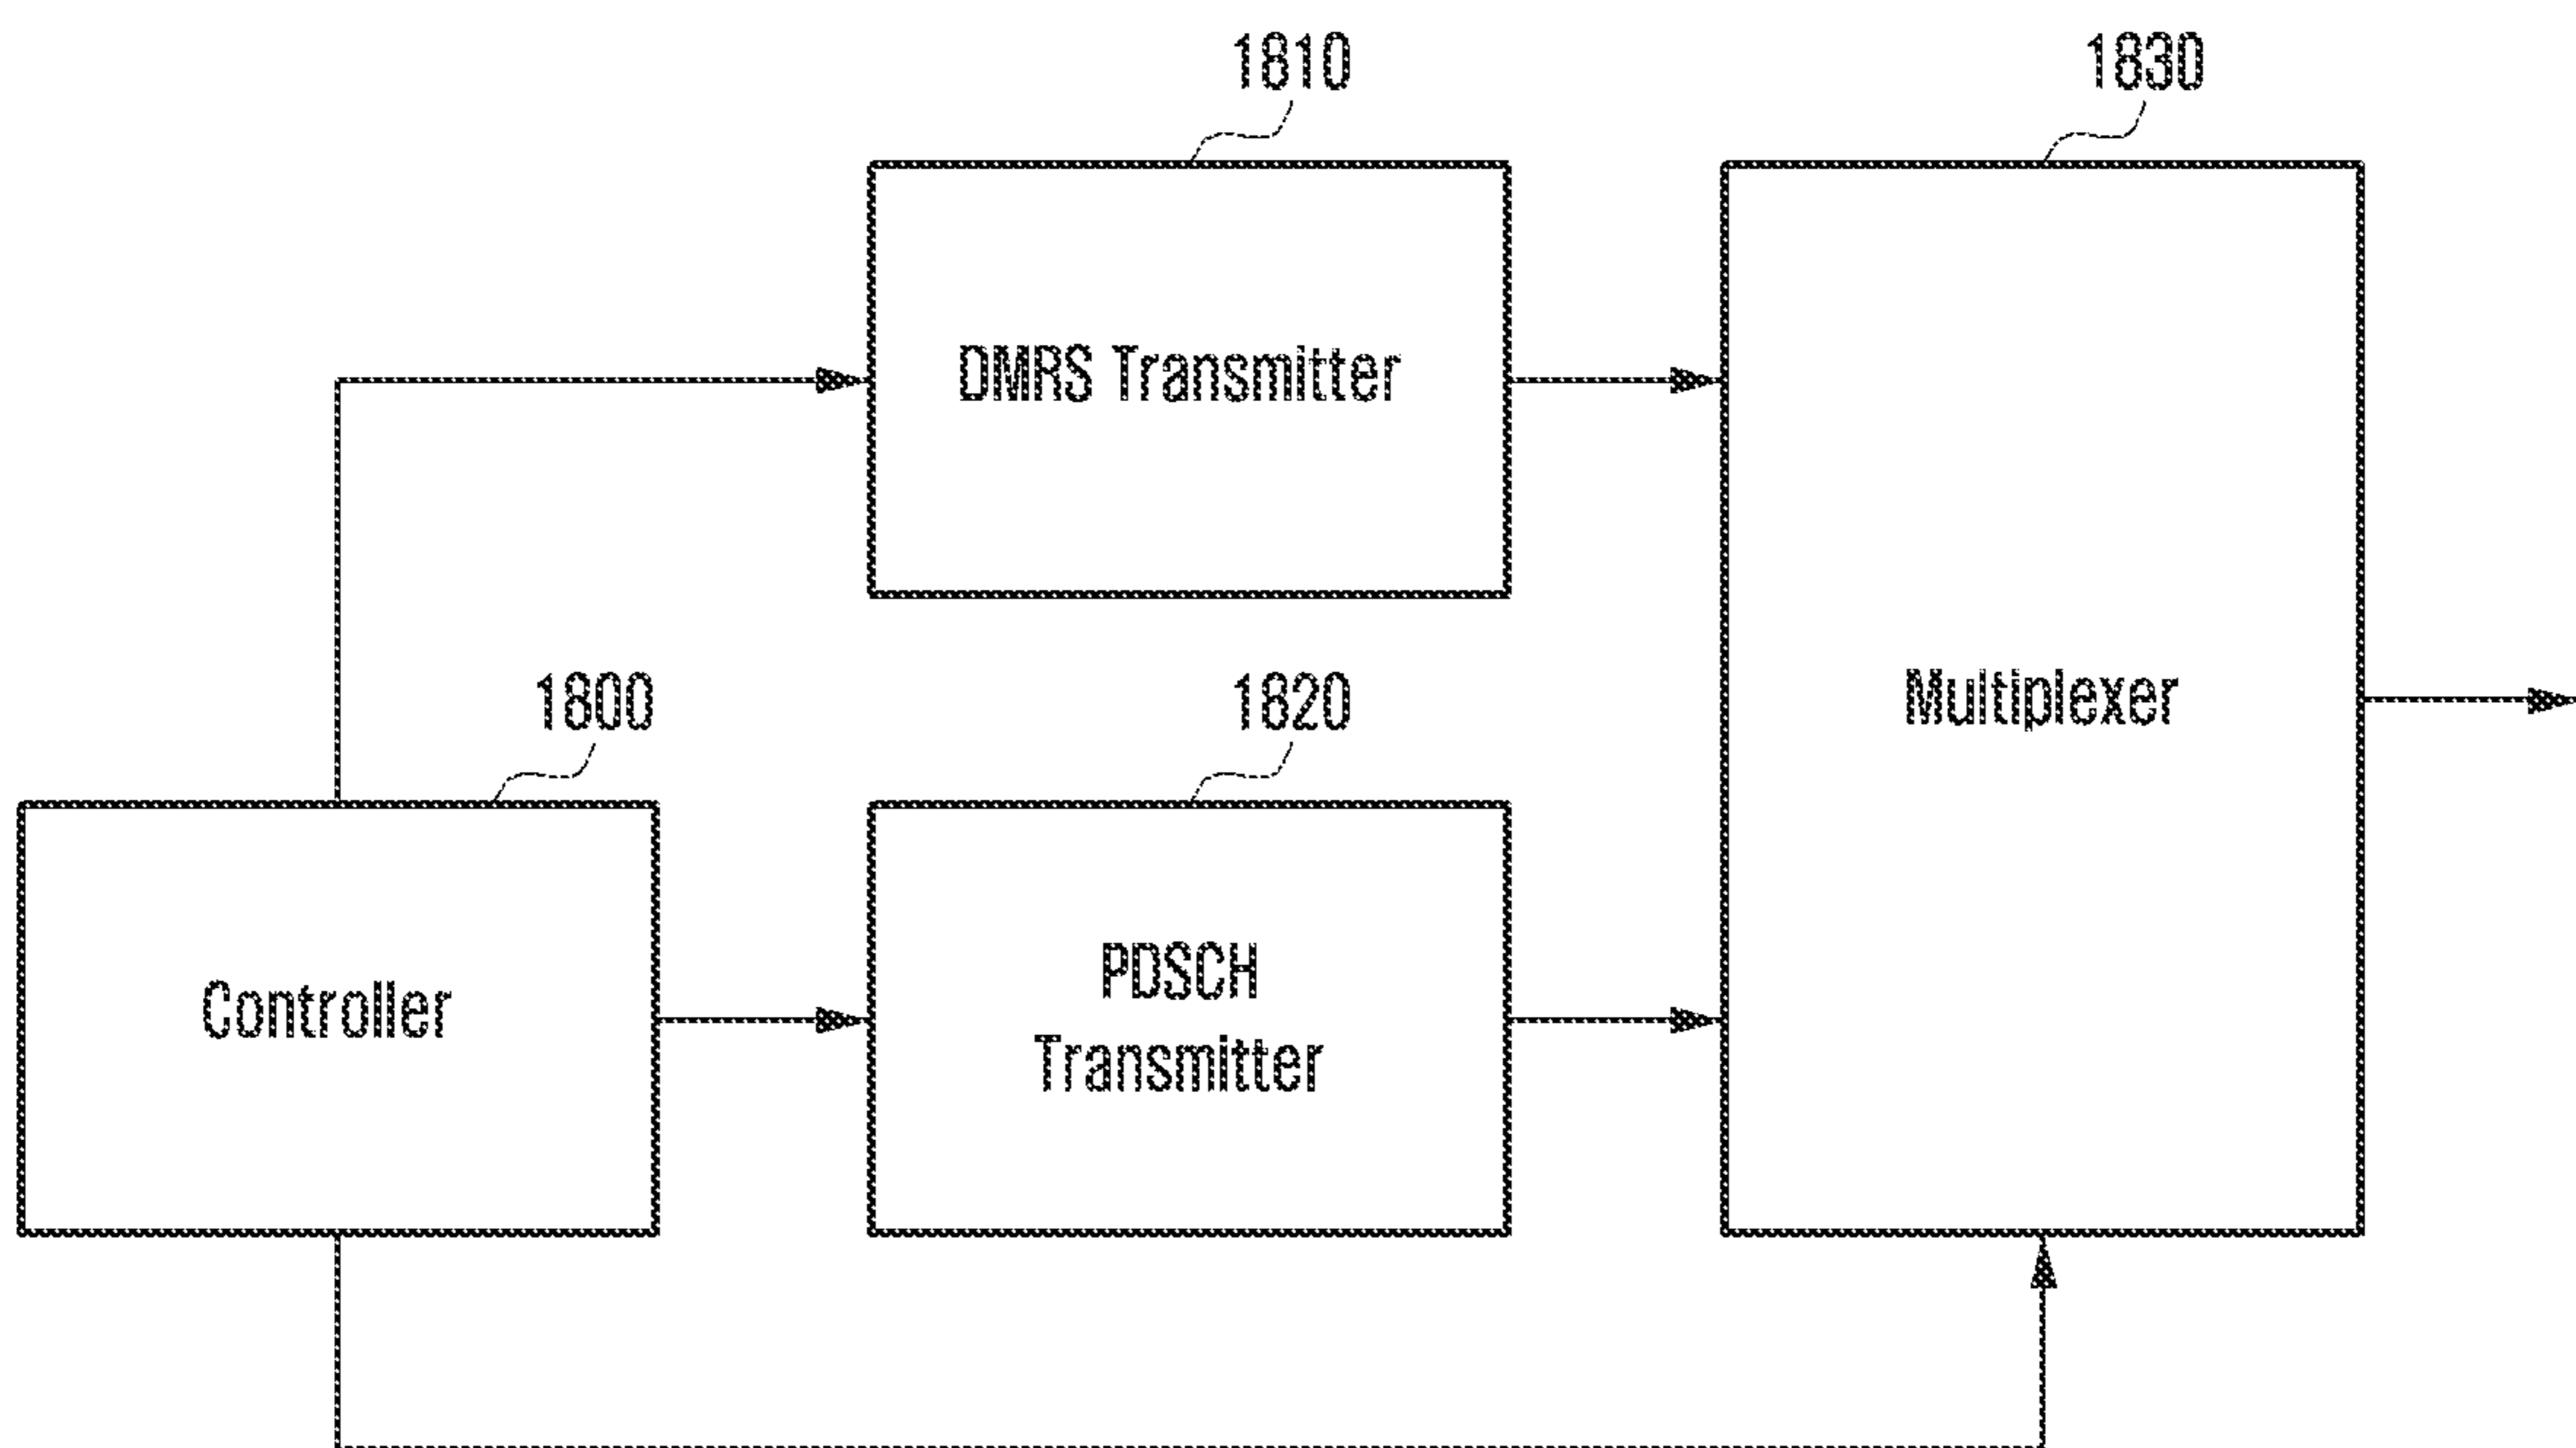 1810
1830
DMRS Transmitter
1800
1820
Multiplexer
Controller
PDSCH
Transmitter